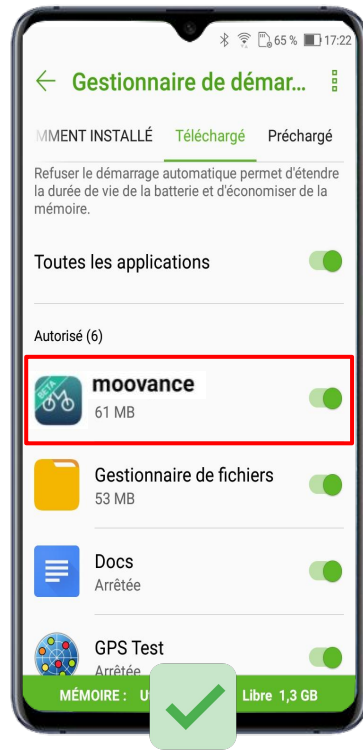 65 % 17:22
Gestionnaire de démar...
MMENT INSTALLÉ Téléchargé Préchargé
Refuser le démarrage automatique permet d'étendre
la durée de vie de la batterie et d'économiser de la
mémoire.
Toutes les applications
Autorisé (6)
BETA
moovance
61 MB
Gestionnaire de fichiers
53 MB
Docs
Arrêtée
GPS Test
Arrêtée
MÉMOIRE : Libre 1,3 GB